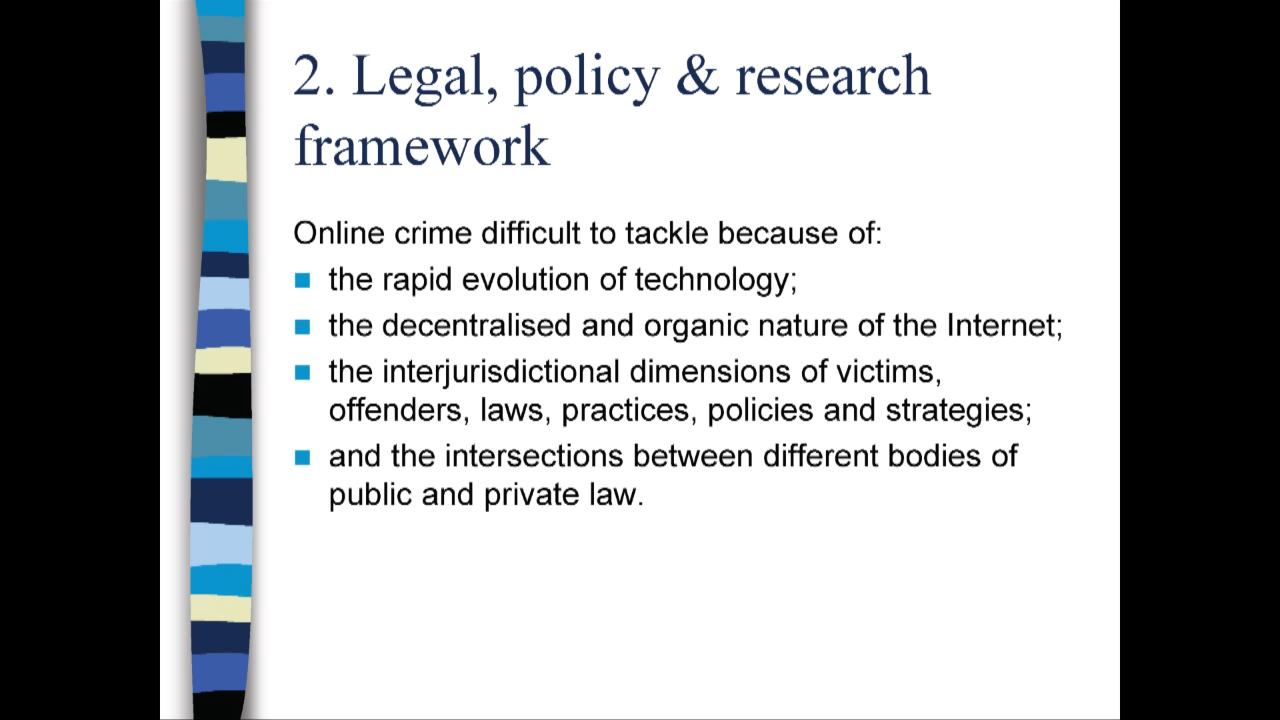 2. Legal, policy & research
framework
Online crime difficult to tackle because of:
the rapid evolution of technology;
the decentralised and organic nature of the Internet;
the interjurisdictional dimensions of victims,
offenders, laws, practices, policies and strategies;
and the intersections between different bodies of
public and private law.